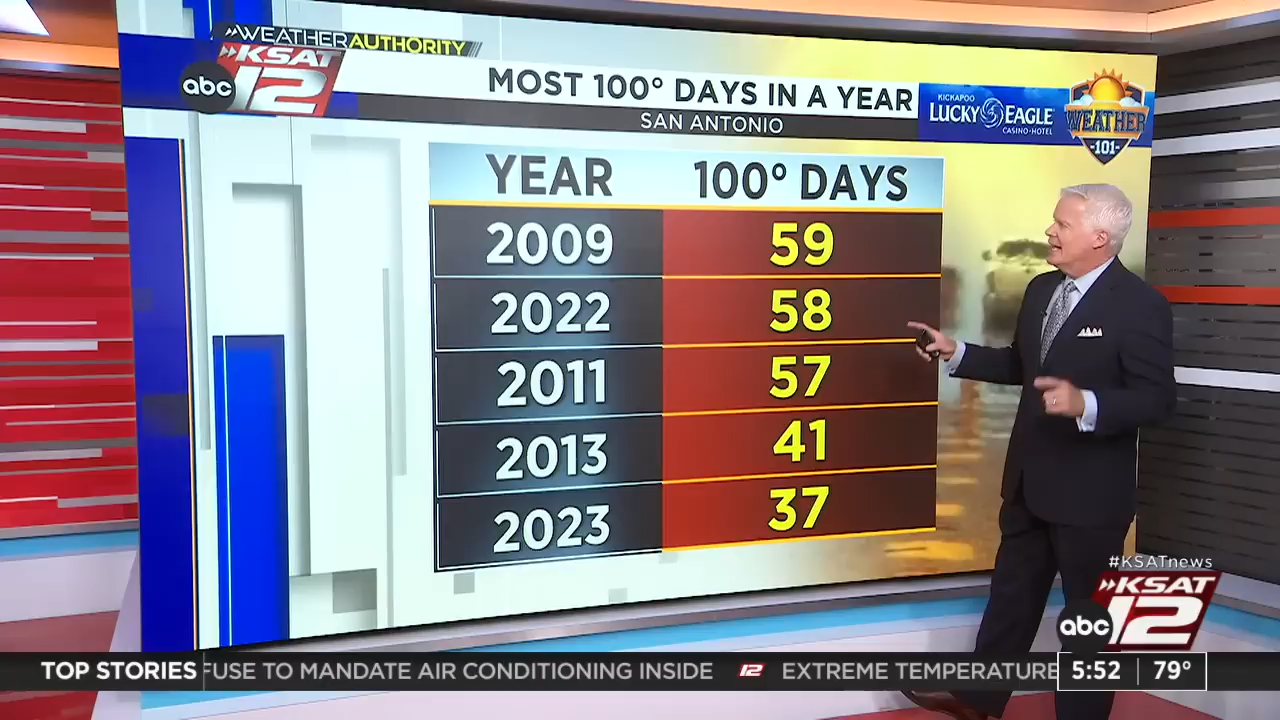 »WEATHERAUTHORITY
»KSAT
abc 12
MOST 100° DAYS IN A YEAR
SAN ANTONIO
KICKAPOO
LUCKY EAGLE
CASINO•HOTEL
WEATHER
-101-
YEAR 100° DAYS
2009 59
2022 58
2011 57
2013 41
2023 37
#KSATnews
»KSAT
abc 12
TOP STORIES FUSE TO MANDATE AIR CONDITIONING INSIDE 12 EXTREME TEMPERATURE 5:52 79°